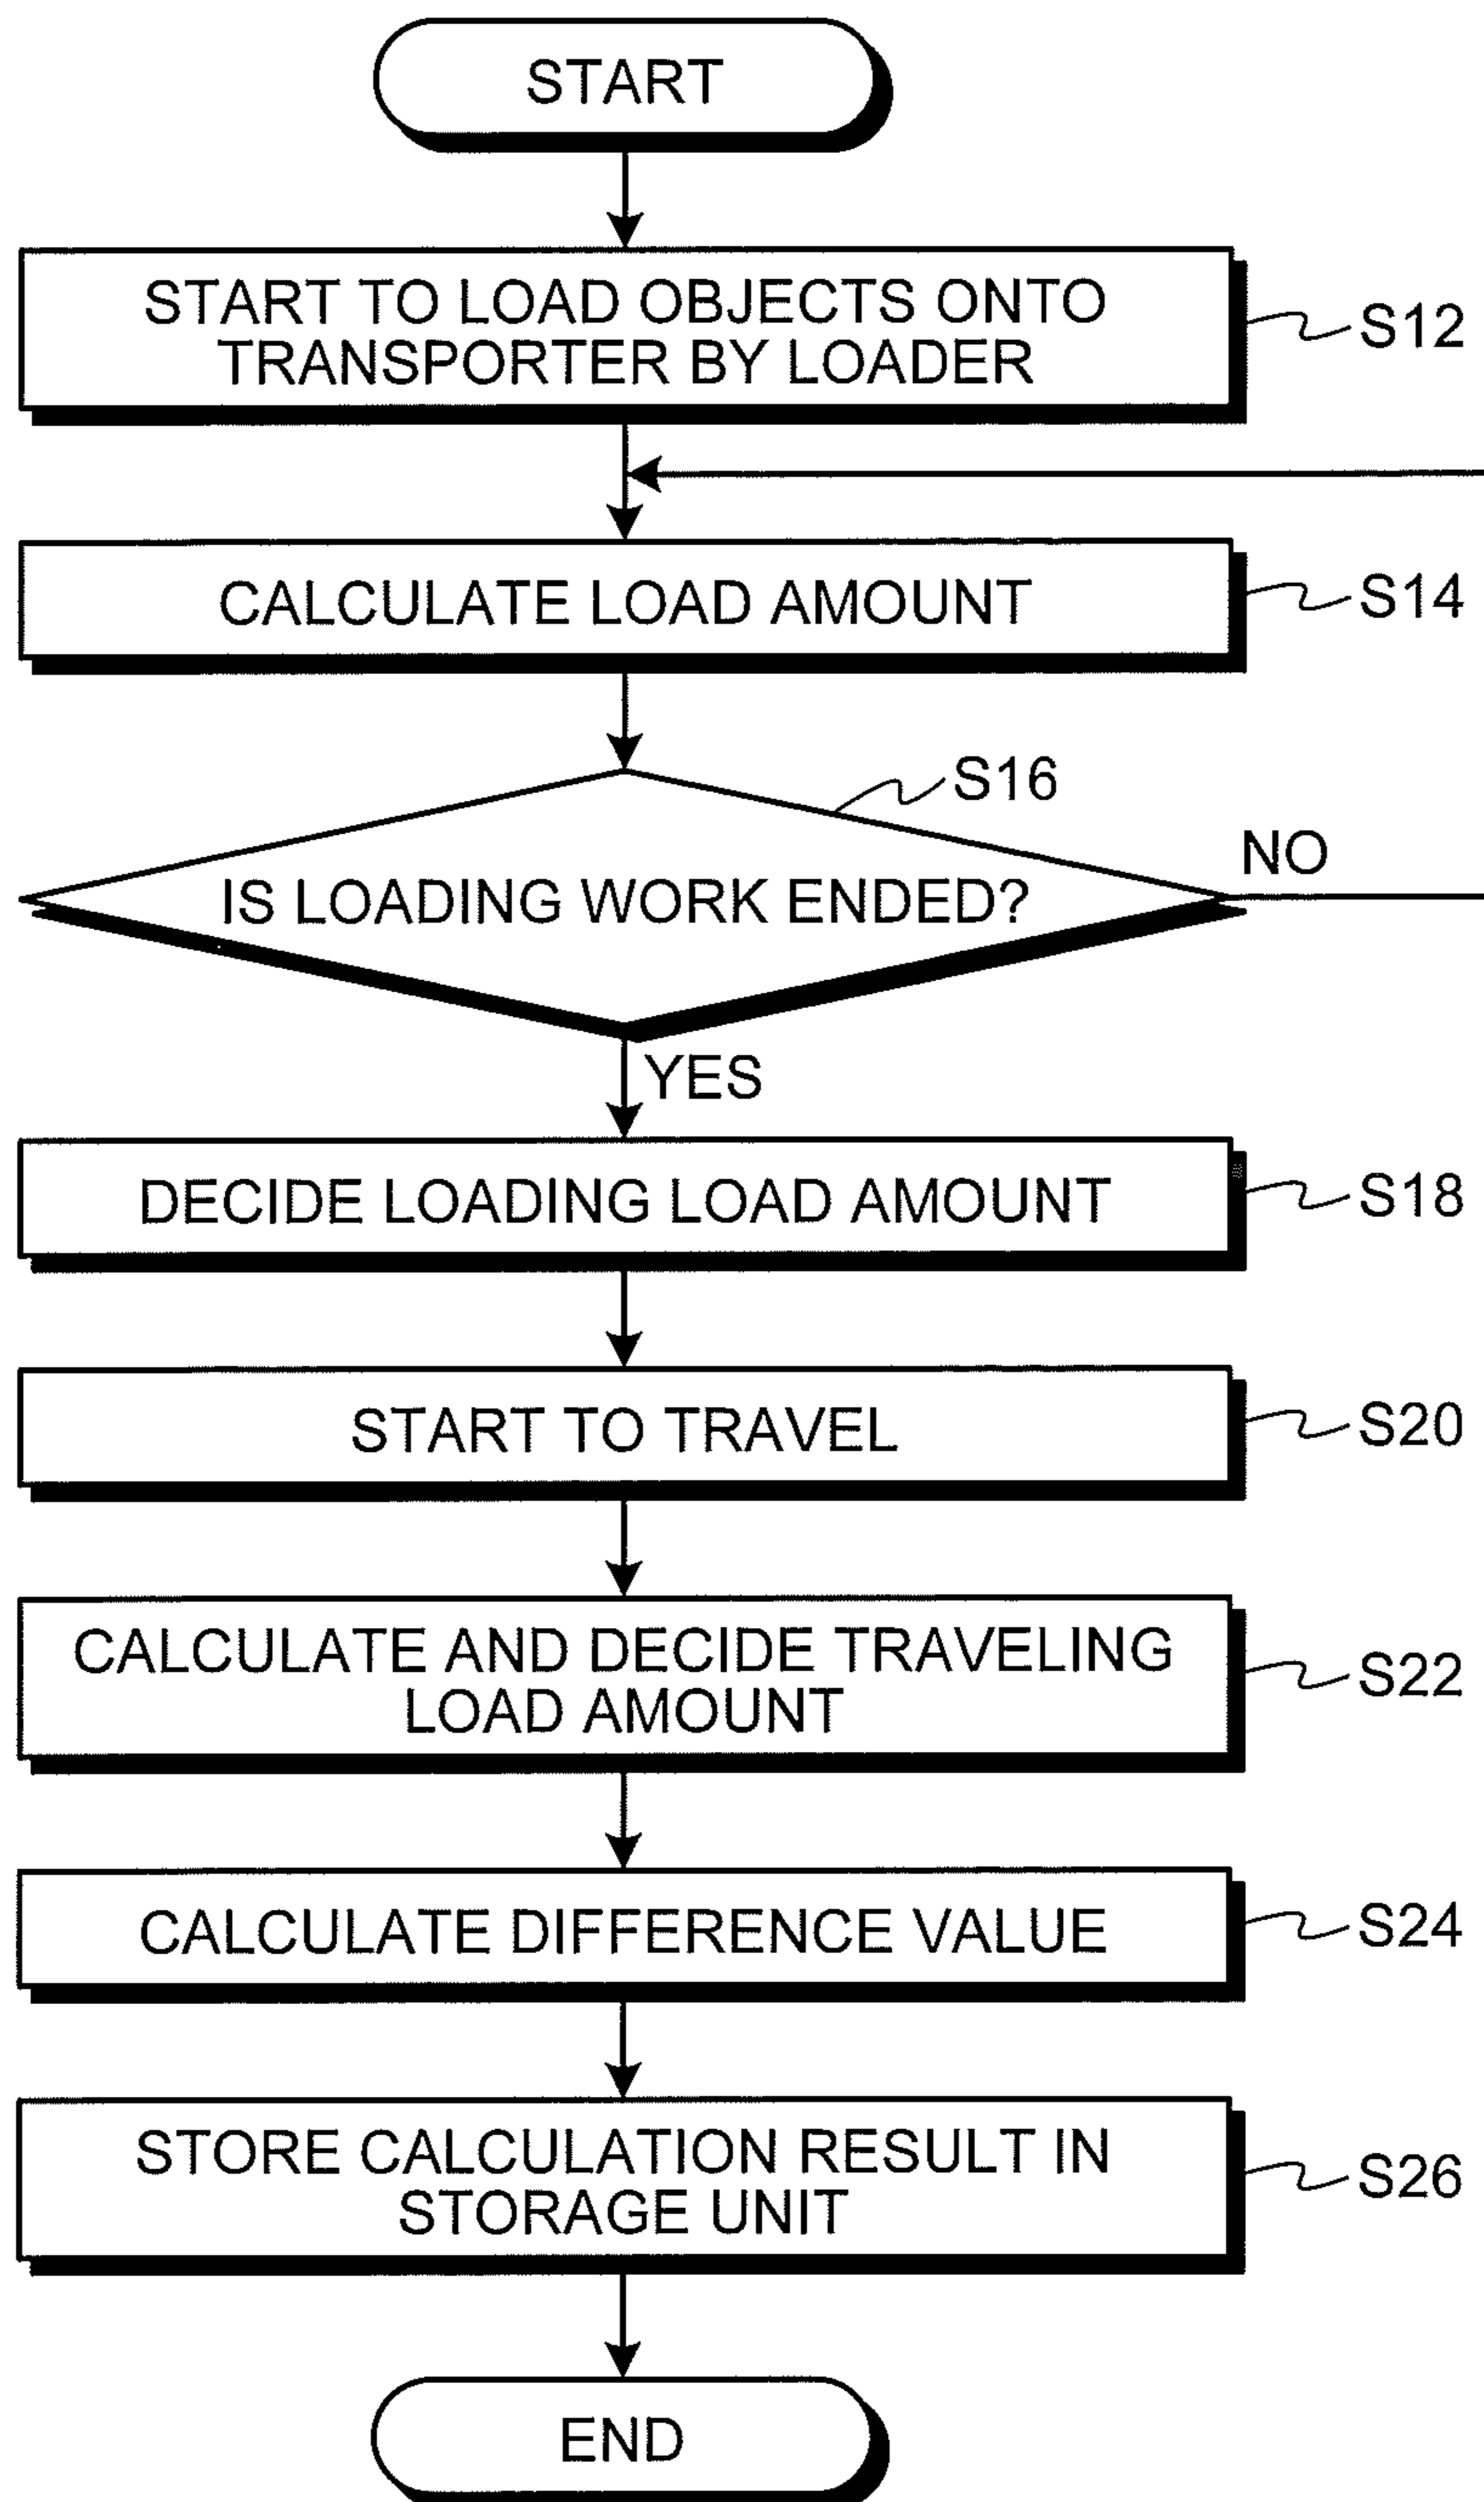 START
START TO LOAD OBJECTS ONTO
TRANSPORTER BY LOADER
S12
CALCULATE LOAD AMOUNT
S14
S16
IS LOADING WORK ENDED?
NO
YES
DECIDE LOADING LOAD AMOUNT
S18
START TO TRAVEL
S20
CALCULATE AND DECIDE TRAVELING
LOAD AMOUNT
S22
CALCULATE DIFFERENCE VALUE
S24
STORE CALCULATION RESULT IN
STORAGE UNIT
S26
END